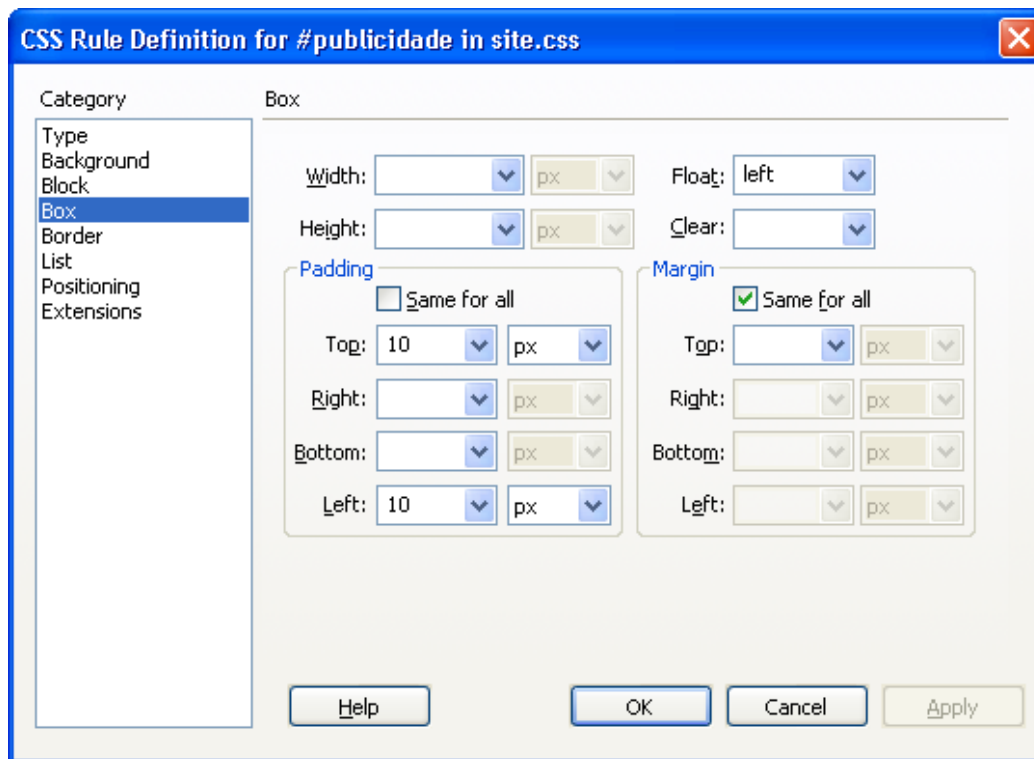 CSS Rule Definition for #publicidade in site.css
Category
Type
Background
Block
Box
Border
List
Positioning
Extensions
Box
Width: px Float: left
Height: px Clear:
Padding
Same for all
Top: 10 px
Right: px
Bottom: px
Left: 10 px
Margin
Same for all
Top: px
Right: px
Bottom: px
Left: px
Help OK Cancel Apply